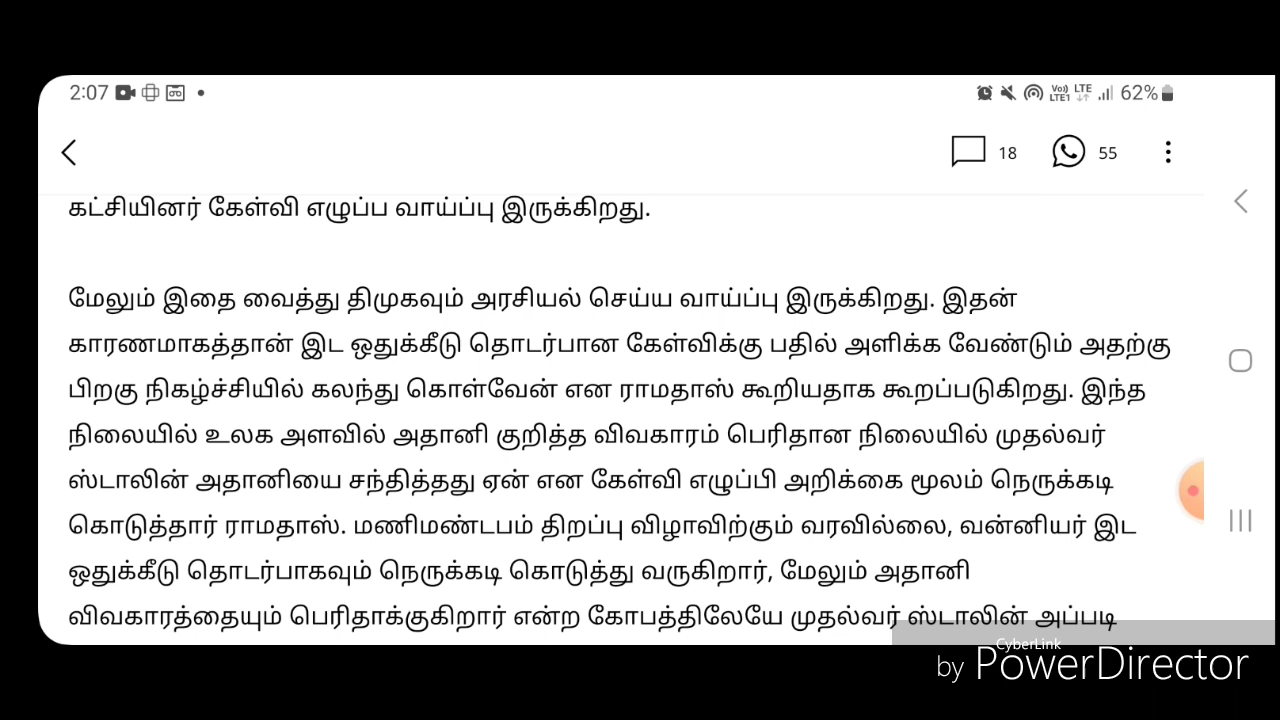 2:07
Vo)) LTE1 LTE 62%
18 55
கட்சியினர் கேள்வி எழுப்ப வாய்ப்பு இருக்கிறது.
மேலும் இதை வைத்து திமுகவும் அரசியல் செய்ய வாய்ப்பு இருக்கிறது. இதன்
காரணமாகத்தான் இட ஒதுக்கீடு தொடர்பான கேள்விக்கு பதில் அளிக்க வேண்டும் அதற்கு
பிறகு நிகழ்ச்சியில் கலந்து கொள்வேன் என ராமதாஸ் கூறியதாக கூறப்படுகிறது. இந்த
நிலையில் உலக அளவில் அதானி குறித்த விவகாரம் பெரிதான நிலையில் முதல்வர்
ஸ்டாலின் அதானியை சந்தித்தது ஏன் என கேள்வி எழுப்பி அறிக்கை மூலம் நெருக்கடி
கொடுத்தார் ராமதாஸ். மணிமண்டபம் திறப்பு விழாவிற்கும் வரவில்லை, வன்னியர் இட
ஒதுக்கீடு தொடர்பாகவும் நெருக்கடி கொடுத்து வருகிறார், மேலும் அதானி
விவகாரத்தையும் பெரிதாக்குகிறார் என்ற கோபத்திலேயே முதல்வர் ஸ்டாலின் அப்படி
CyberLink
by PowerDirector